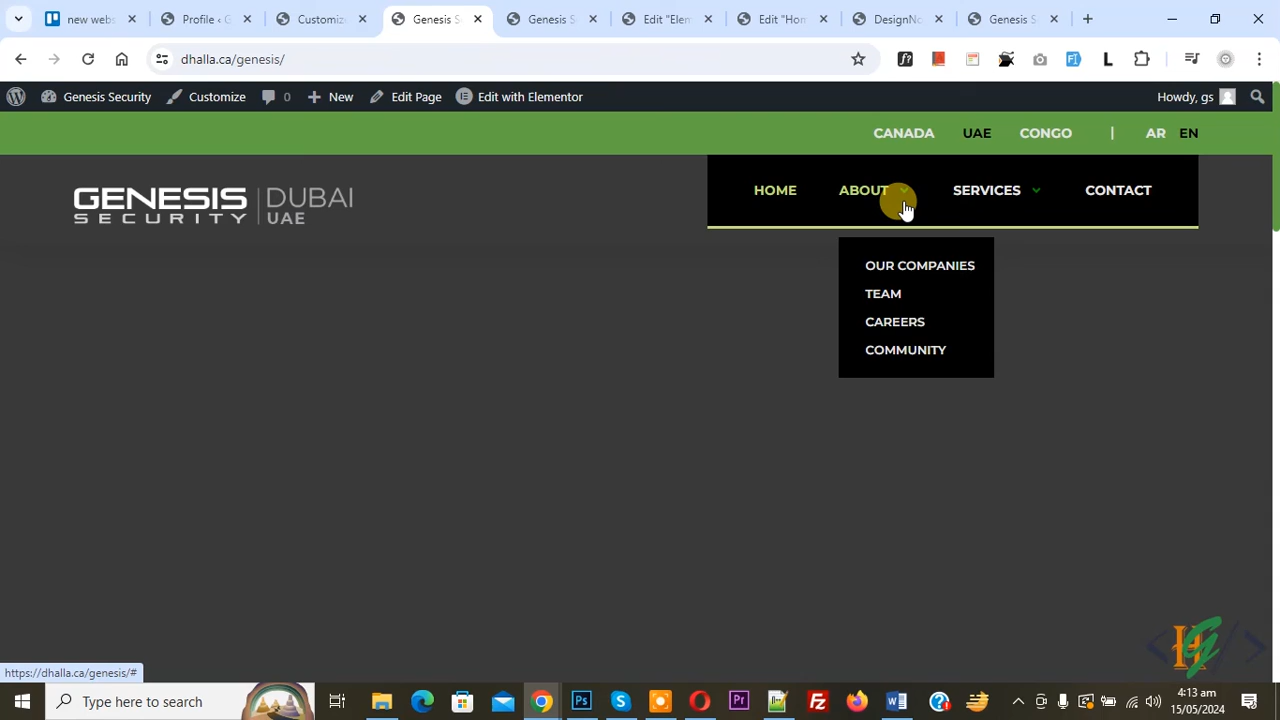 new webs
Profile ‹ G
Customize
Genesis S
Genesis S
Edit "Elem
Edit "Hom
DesignNo
Genesis S
dhalla.ca/genesis/
Genesis Security
Customize
0
New
Edit Page
Edit with Elementor
Howdy, gs
CANADA UAE CONGO | AR EN
GENESIS DUBAI
SECURITY UAE
HOME ABOUT SERVICES CONTACT
OUR COMPANIES
TEAM
CAREERS
COMMUNITY
https://dhalla.ca/genesis/#
Type here to search
4:13 am
15/05/2024